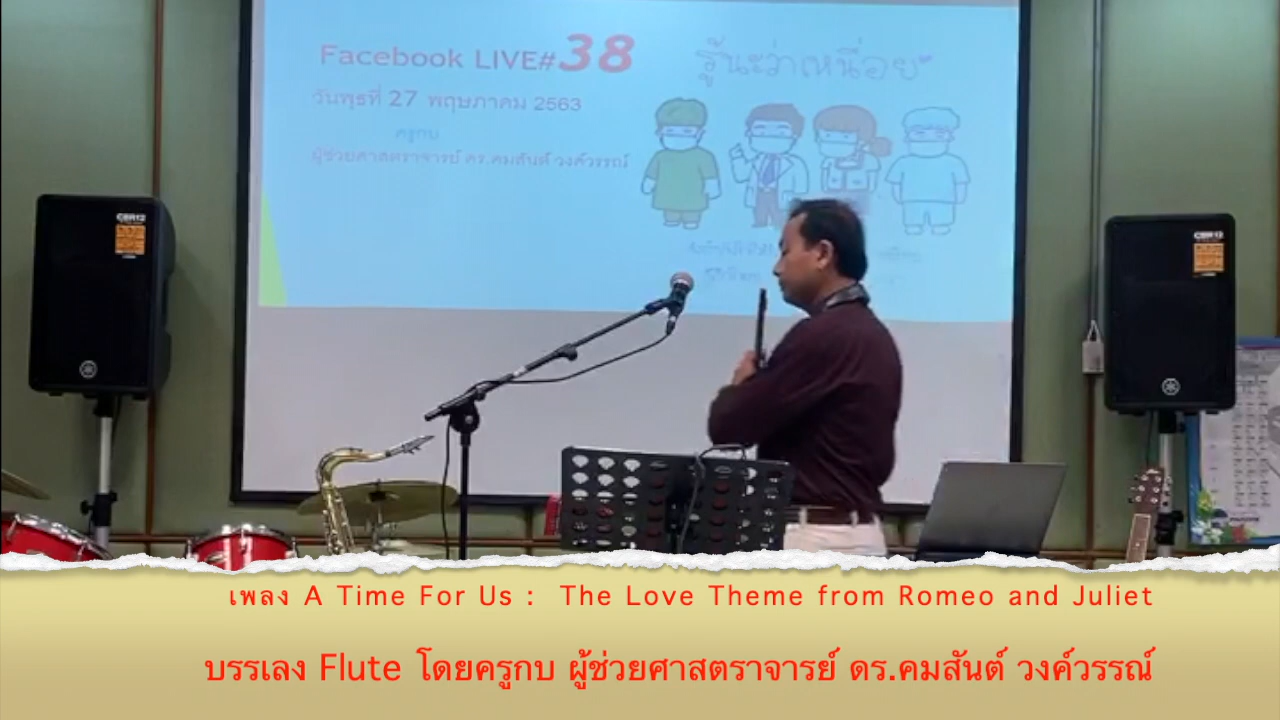 Facebook LIVE#38
รู้นะว่าเหนื่อย
วันพุธที่ 27 พฤษภาคม 2563
ครูกบ
ผู้ช่วยศาสตราจารย์ ดร.คมสันต์ วงค์วรรณ์
CBR12
CBR12
เพลง A Time For Us : The Love Theme from Romeo and Juliet
บรรเลง Flute โดยครูกบ ผู้ช่วยศาสตราจารย์ ดร.คมสันต์ วงค์วรรณ์